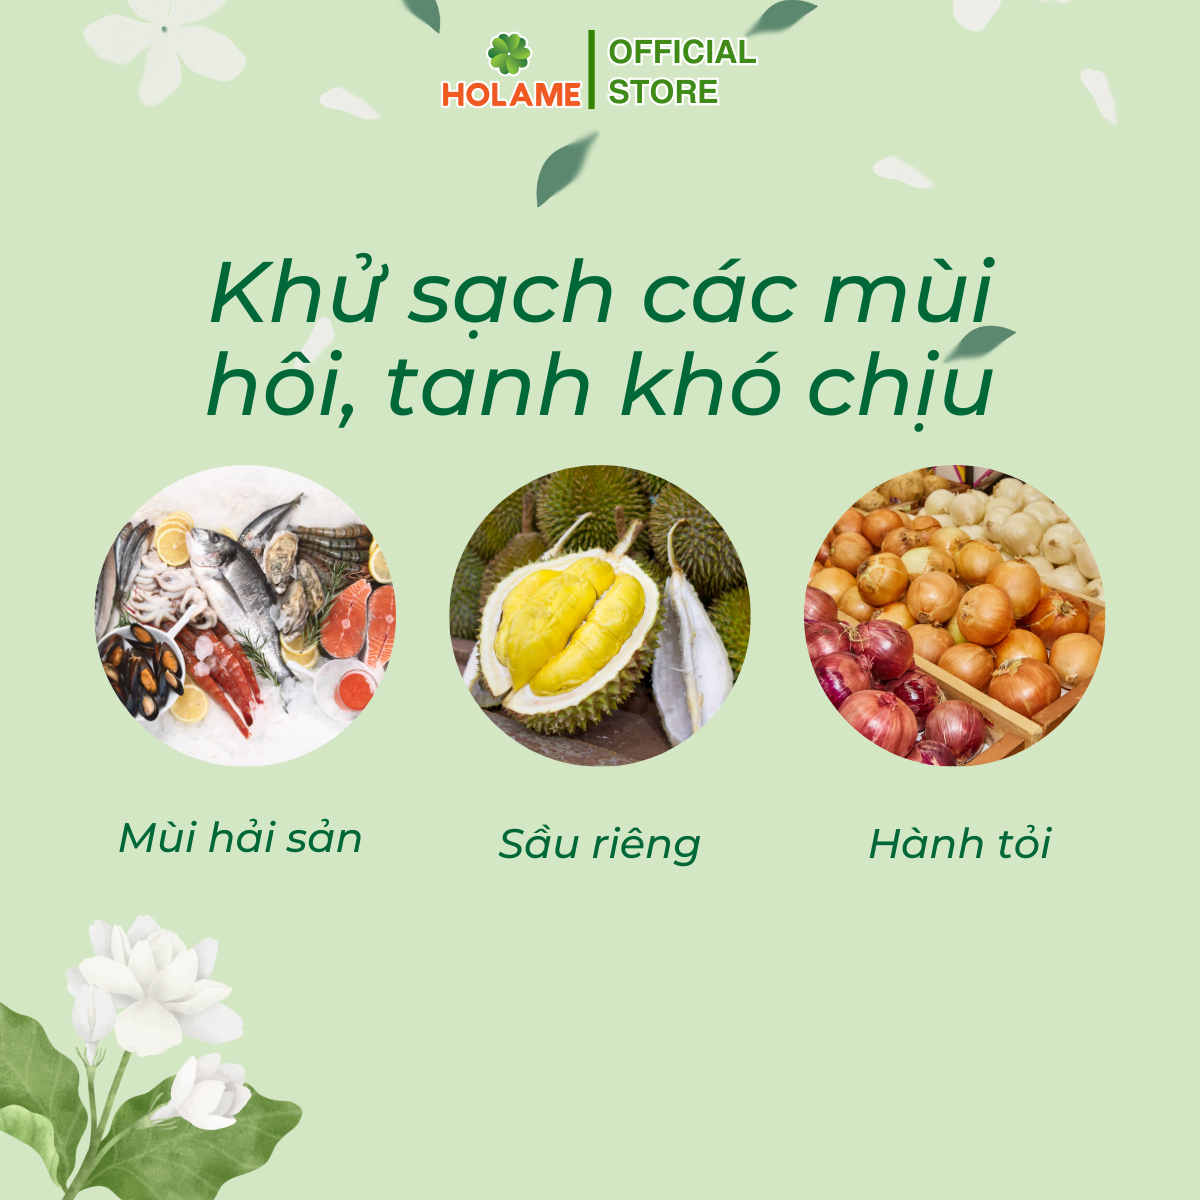 HOLAME
OFFICIAL
STORE
Khử sạch các mùi
hôi, tanh khó chịu
Mùi hải sản
Sầu riêng
Hành tỏi